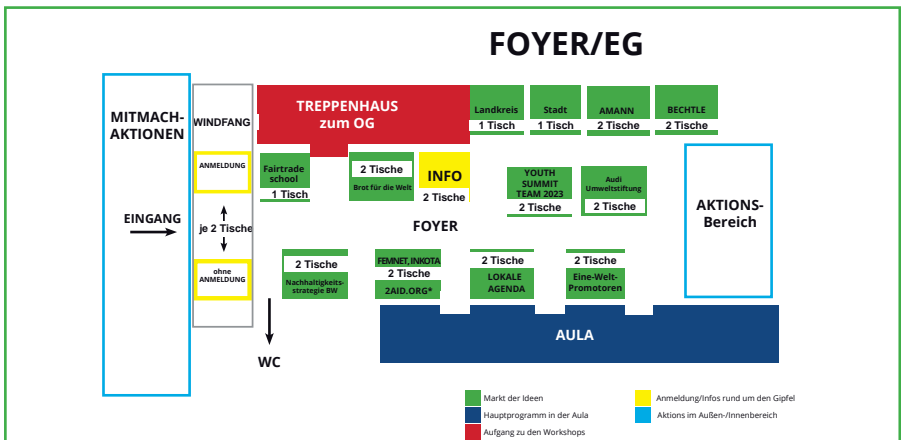 FOYER/EG
MITMACH-
AKTIONEN
EINGANG
WINDFANG
ANMELDUNG
je 2 Tische
ohne
ANMELDUNG
WC
TREPPENHAUS
zum OG
Landkreis
1 Tisch
Stadt
1 Tisch
AMANN
2 Tische
BECHTLE
2 Tische
Fairtrade
school
1 Tisch
2 Tische
Brot für die Welt
INFO
2 Tische
YOUTH
SUMMIT
TEAM 2023
2 Tische
Audi
Umweltstiftung
2 Tische
AKTIONS-
Bereich
FOYER
2 Tische
Nachhaltigkeits-
strategie BW
FEMNET, INKOTA
2 Tische
2AID.ORG*
2 Tische
LOKALE
AGENDA
2 Tische
Eine-Welt-
Promotoren
AULA
Markt der Ideen
Hauptprogramm in der Aula
Aufgang zu den Workshops
Anmeldung/Infos rund um den Gipfel
Aktions im Außen-/Innenbereich